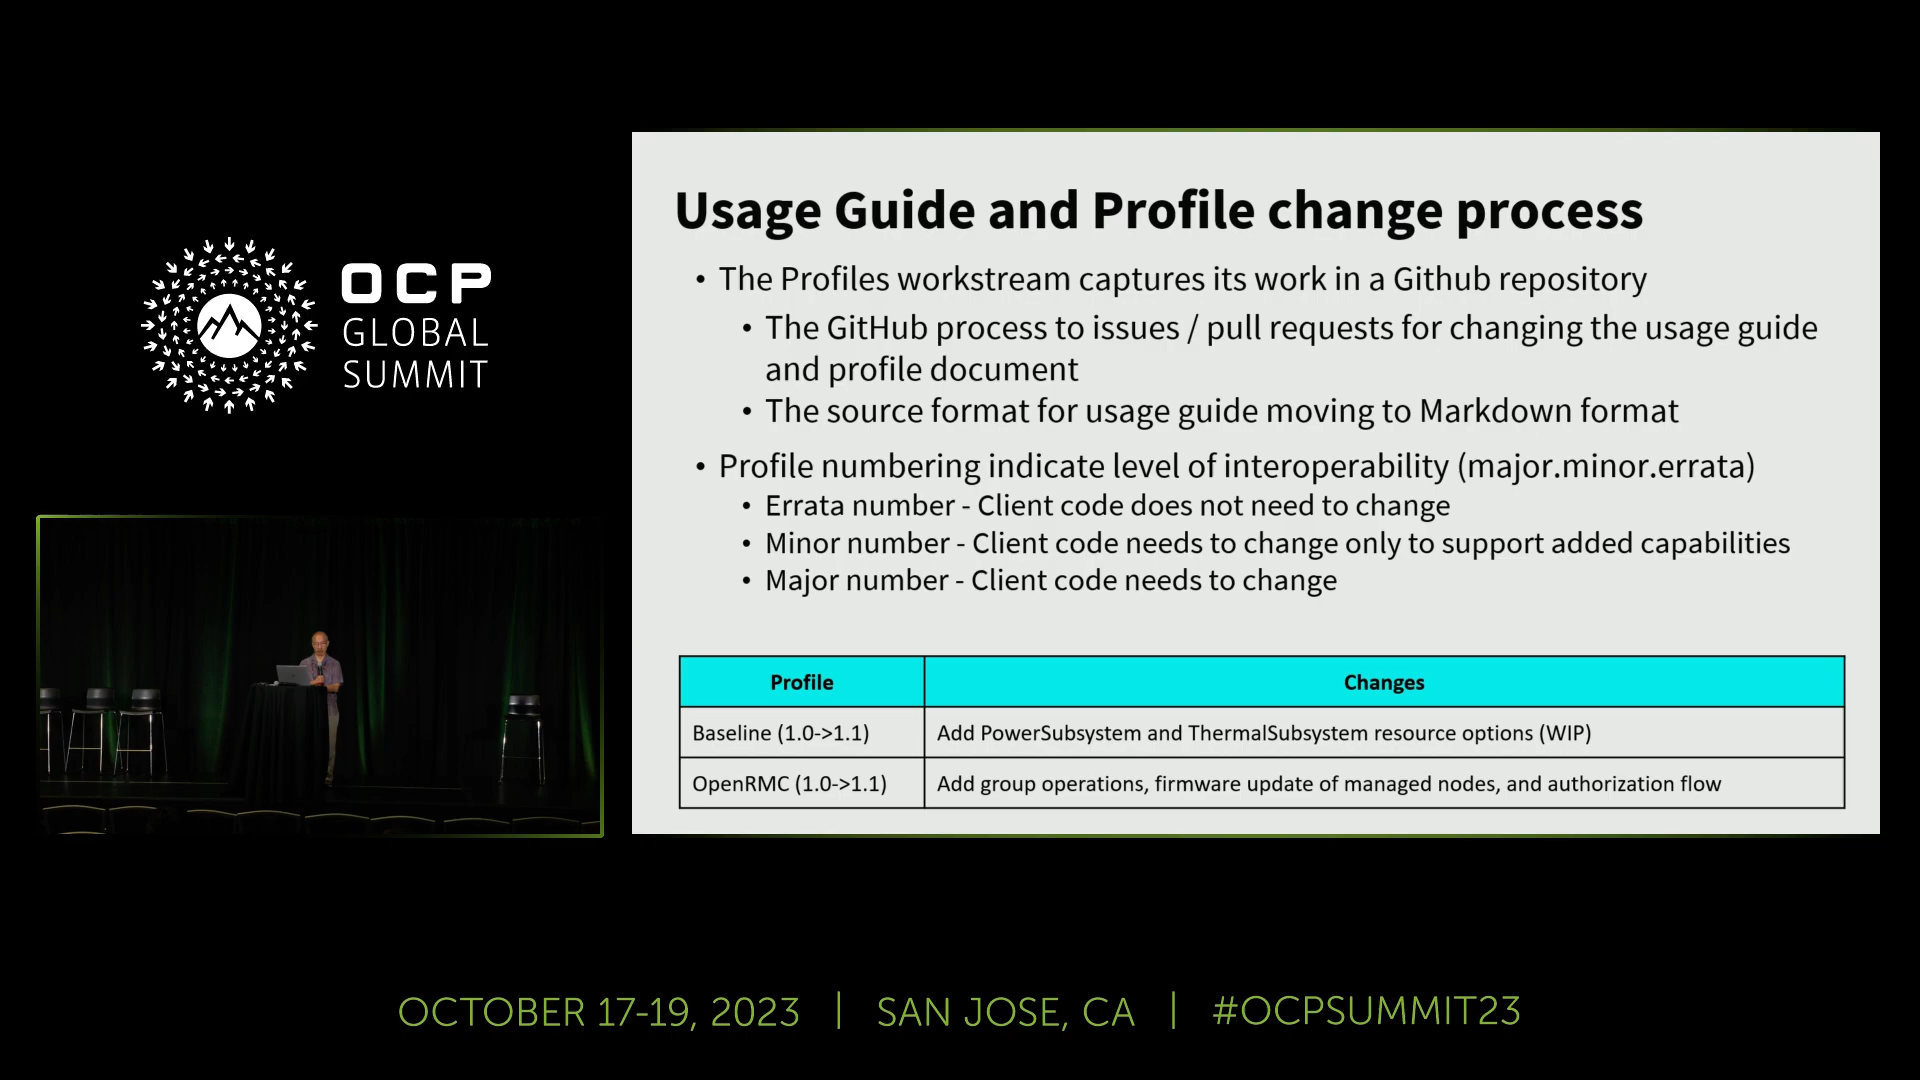 OCP
GLOBAL
SUMMIT
Usage Guide and Profile change process
• The Profiles workstream captures its work in a Github repository
• The GitHub process to issues / pull requests for changing the usage guide
and profile document
• The source format for usage guide moving to Markdown format
• Profile numbering indicate level of interoperability (major.minor.errata)
• Errata number - Client code does not need to change
• Minor number - Client code needs to change only to support added capabilities
• Major number - Client code needs to change
Profile Changes
Baseline (1.0->1.1) Add PowerSubsystem and ThermalSubsystem resource options (WIP)
OpenRMC (1.0->1.1) Add group operations, firmware update of managed nodes, and authorization flow
OCTOBER 17-19, 2023 | SAN JOSE, CA | #OCPSUMMIT23